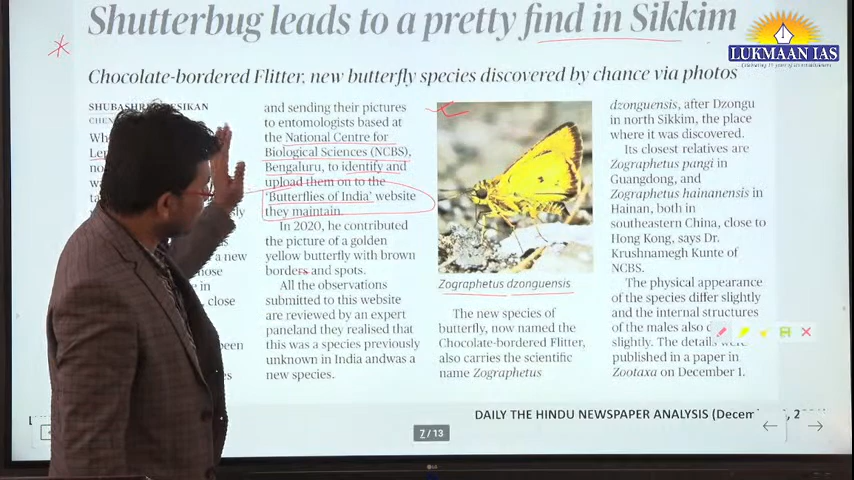 Shutterbug leads to a pretty find in Sikkim
LUKMAAN IAS
Chocolate-bordered Flitter, new butterfly species discovered by chance via photos
and sending their pictures
to entomologists based at
the National Centre for
Biological Sciences (NCBS),
Bengaluru, to identify and
upload them on to the
'Butterflies of India' website
they maintain.
In 2020, he contributed
the picture of a golden
yellow butterfly with brown
borders and spots.
All the observations
submitted to this website
are reviewed by an expert
paneland they realised that
this was a species previously
unknown in India andwas a
new species.
Zographetus dzonguensis
The new species of
butterfly, now named the
Chocolate-bordered Flitter,
also carries the scientific
name Zographetus
dzonguensis, after Dzongu
in north Sikkim, the place
where it was discovered.
Its closest relatives are
Zographetus pangi in
Guangdong, and
Zographetus hainanensis in
Hainan, both in
southeastern China, close to
Hong Kong, says Dr.
Krushnamegh Kunte of
NCBS.
The physical appearance
of the species differ slightly
and the internal structures
of the males also
slightly. The details
published in a paper in
Zootaxa on December 1.
DAILY THE HINDU NEWSPAPER ANALYSIS
7/13
LG